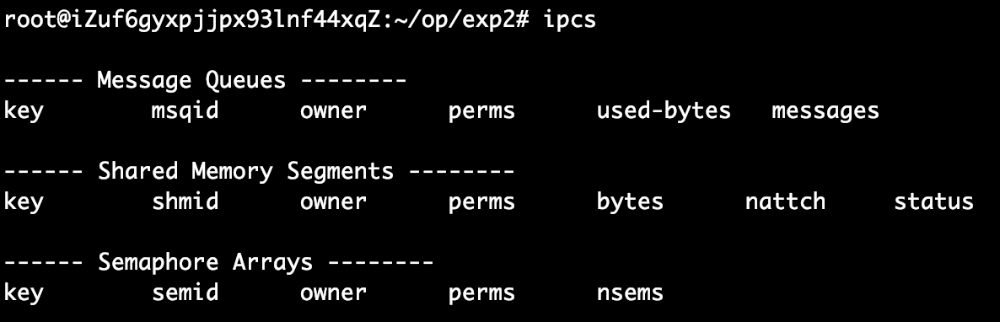 root@iZuf6gyxpjjpx93lnf44xqZ:~/op/exp2# ipcs
------ Message Queues --------
key        msqid      owner      perms      used-bytes   messages
------ Shared Memory Segments --------
key        shmid      owner      perms      bytes      nattch     status
------ Semaphore Arrays --------
key        semid      owner      perms      nsems